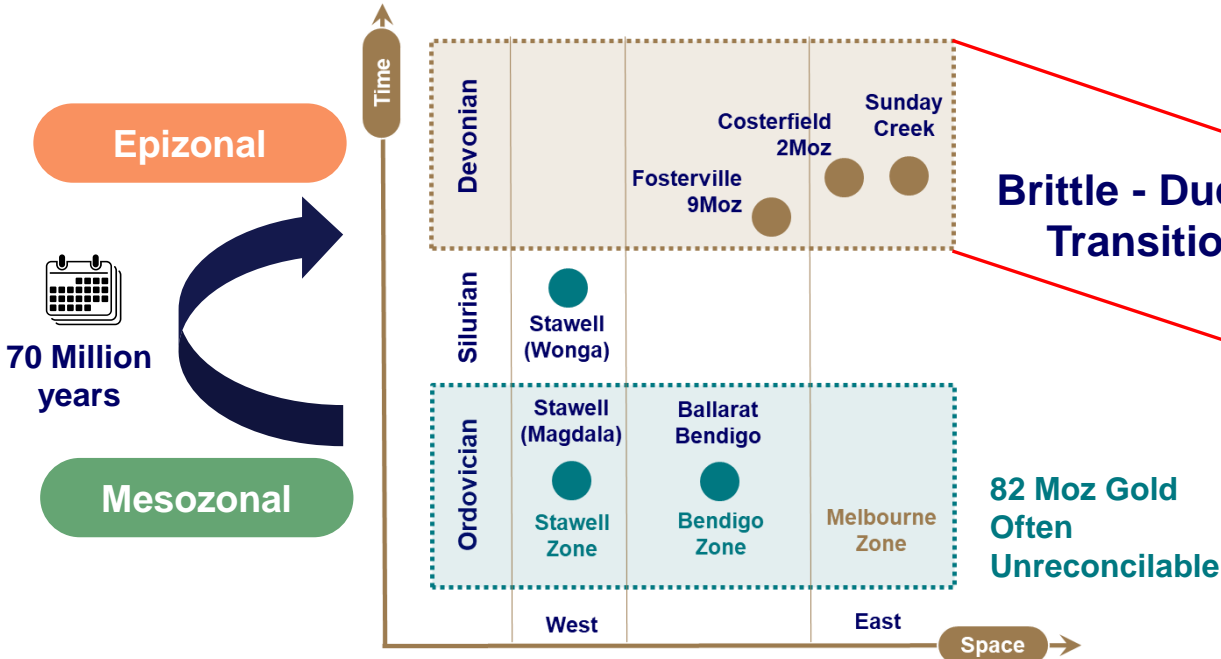 Time
Epizonal
70 Million
years
Mesozonal
Devonian
Fosterville
9Moz
Costerfield
2Moz
Sunday
Creek
Silurian
Stawell
(Wonga)
Ordovician
Stawell
(Magdala)
Ballarat
Bendigo
Stawell
Zone
Bendigo
Zone
Melbourne
Zone
West
East
Space
Brittle -
82 Moz Gold
Often
Unreconcilable